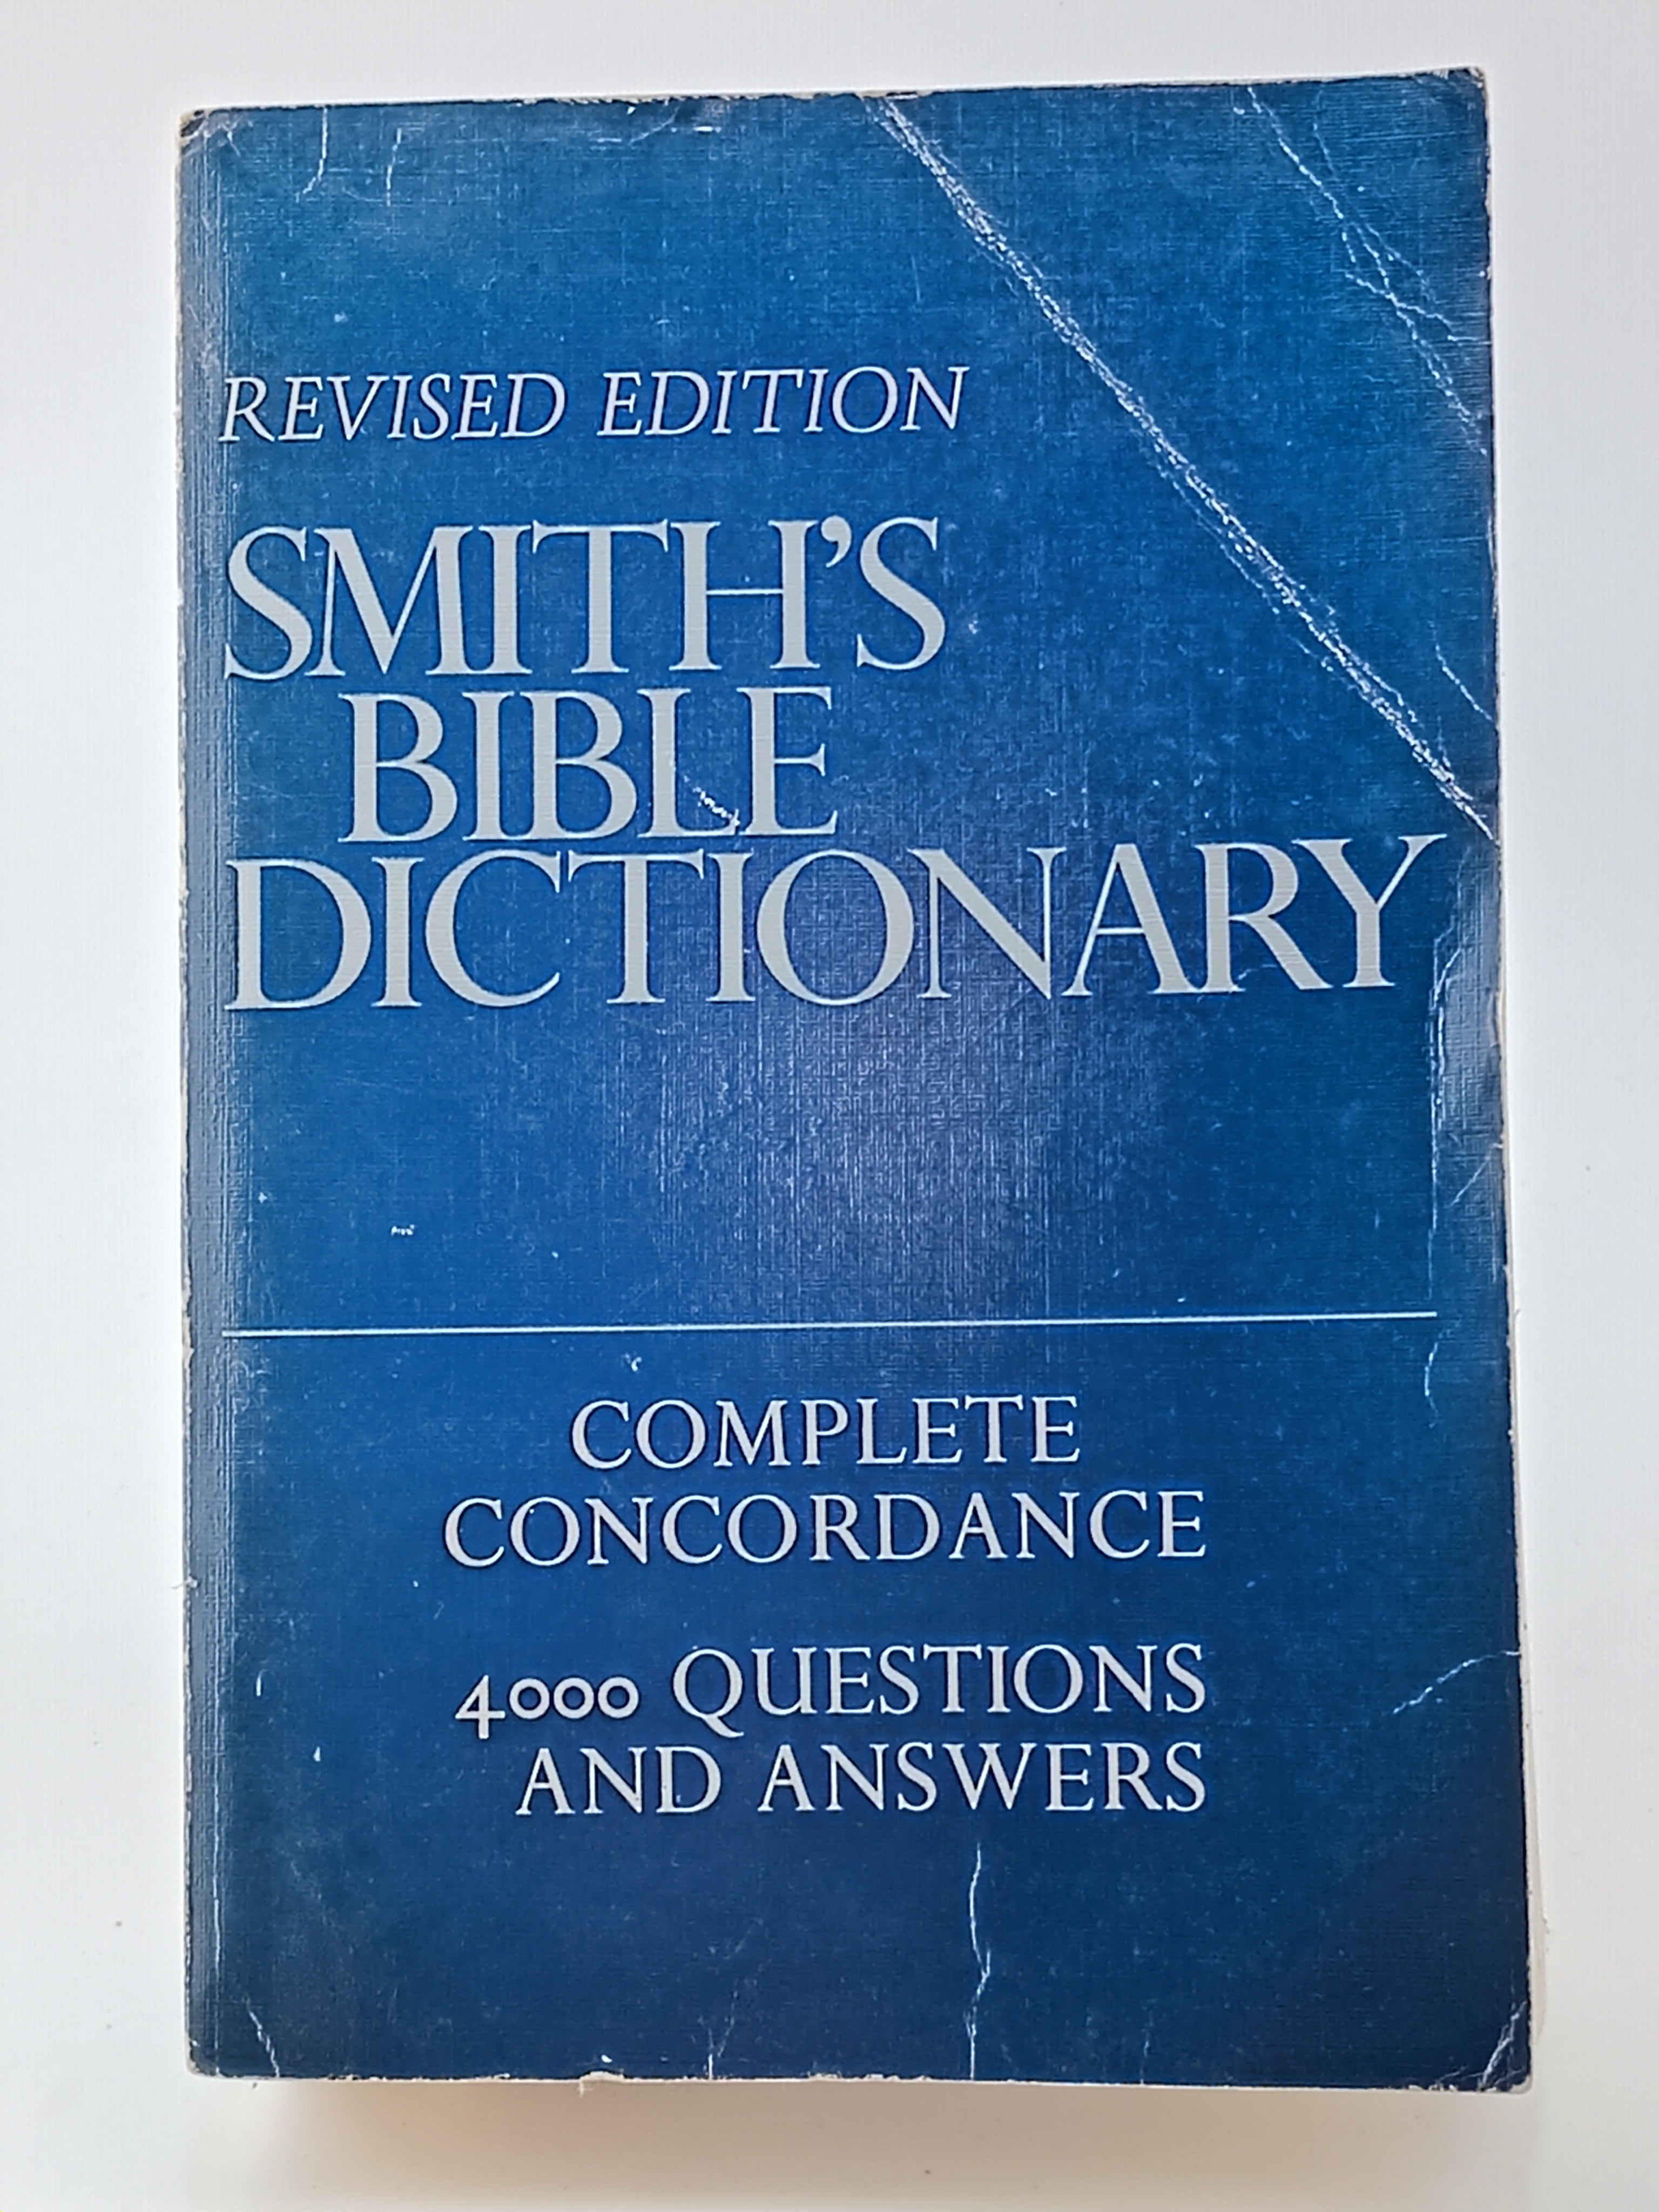 REVISED EDITION
SMITH'S
BIBLE
DICTIONARY
COMPLETE
CONCORDANCE
4000 QUESTIONS
AND ANSWERS